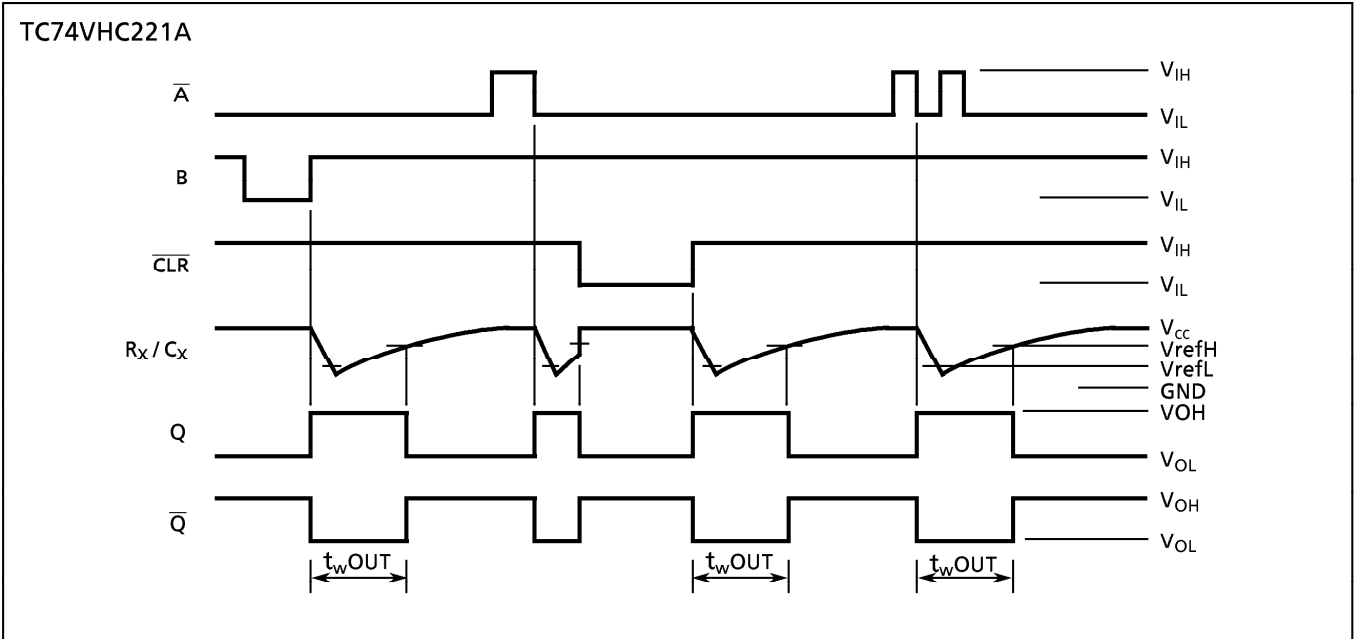 TC74VHC221A
A̅
VIH
VIL
B
VIH
VIL
C̅L̅R̅
VIH
VIL
RX / CX
Vcc
VrefH
VrefL
GND
Q
VOH
VOL
Q̅
VOH
VOL
twOUT
twOUT
twOUT